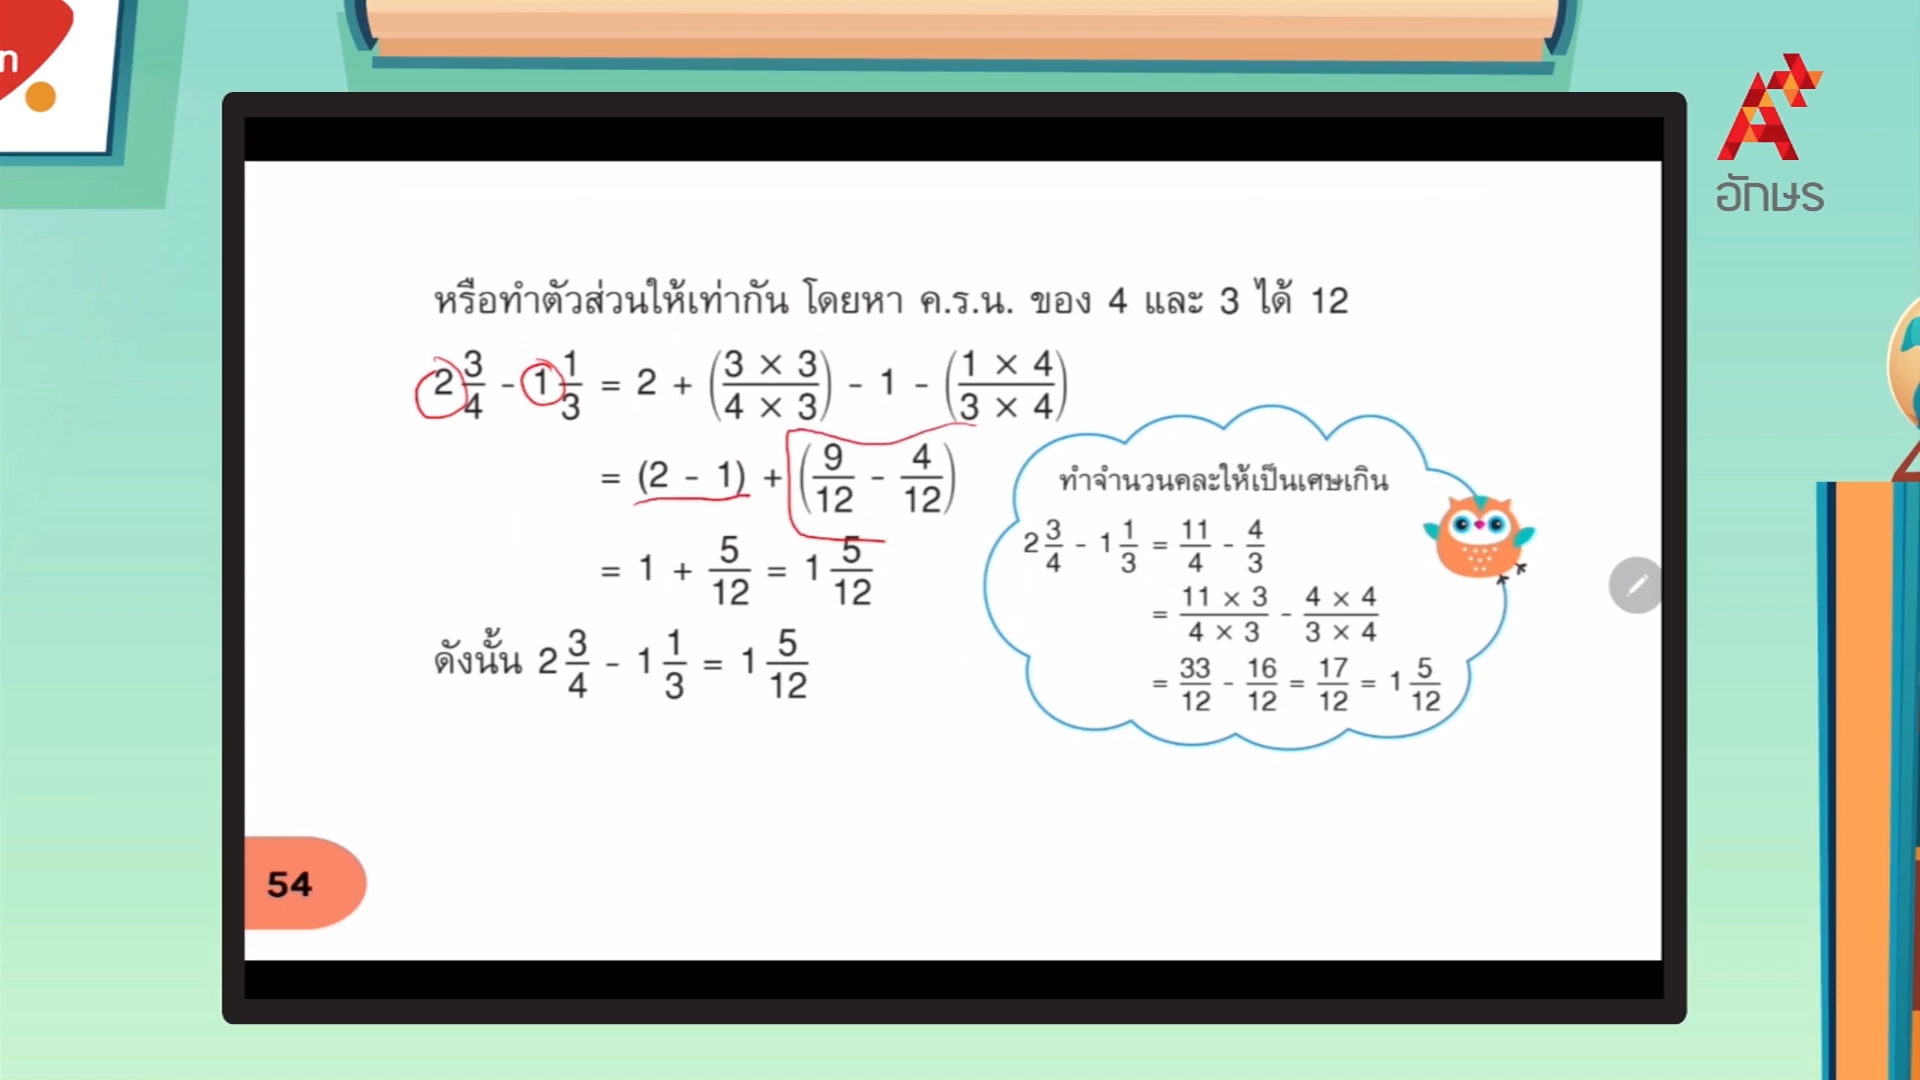 n
อักษร
หรือทำตัวส่วนให้เท่ากัน โดยหา ค.ร.น. ของ 4 และ 3 ได้ 12
2 3/4 - 1 1/3 = 2 + (3 × 3 / 4 × 3) - 1 - (1 × 4 / 3 × 4)
= (2 - 1) + (9/12 - 4/12)
= 1 + 5/12 = 1 5/12
ดังนั้น 2 3/4 - 1 1/3 = 1 5/12
ทำจำนวนคละให้เป็นเศษเกิน
2 3/4 - 1 1/3 = 11/4 - 4/3
= 11 × 3 / 4 × 3 - 4 × 4 / 3 × 4
= 33/12 - 16/12 = 17/12 = 1 5/12
54